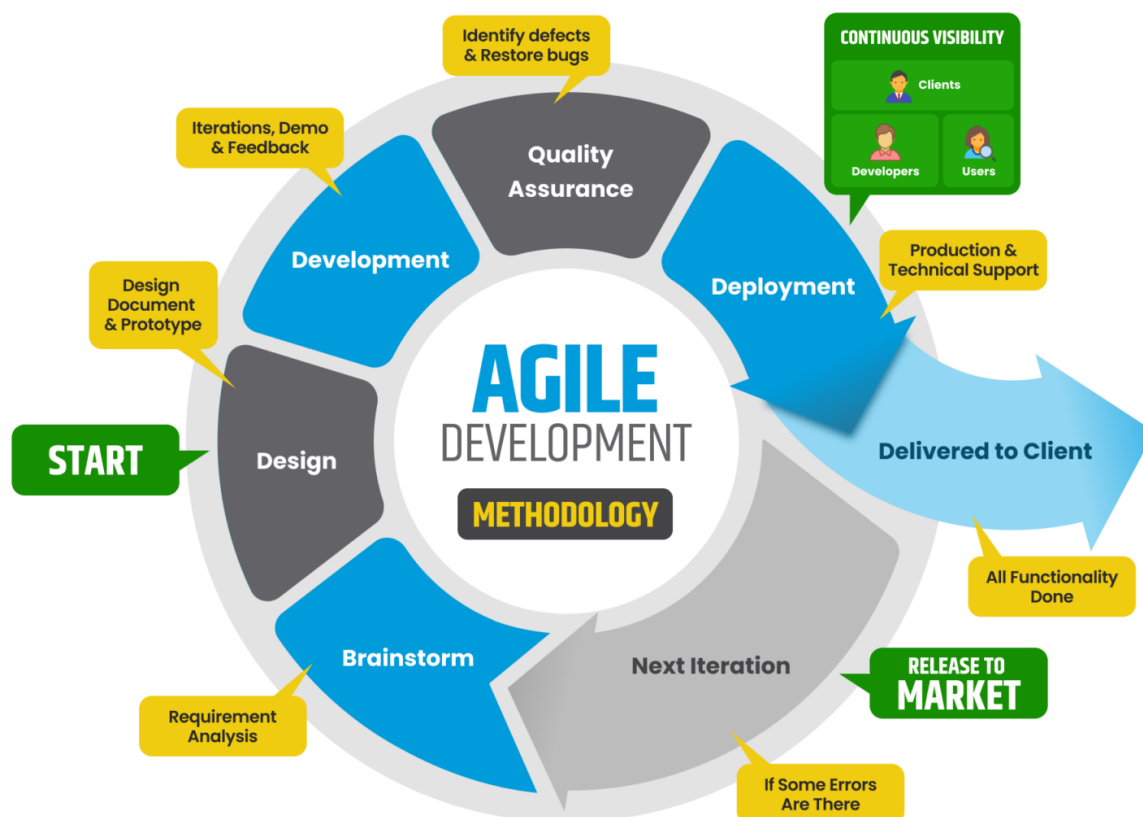 Identify defects
& Restore bugs
CONTINUOUS VISIBILITY
Clients
Developers
Users
Iterations, Demo
& Feedback
Quality
Assurance
Development
Deployment
Production &
Technical Support
Design
Document
& Prototype
AGILE
DEVELOPMENT
METHODOLOGY
START
Design
Delivered to Client
All Functionality
Done
Brainstorm
Next Iteration
RELEASE TO
MARKET
Requirement
Analysis
If Some Errors
Are There